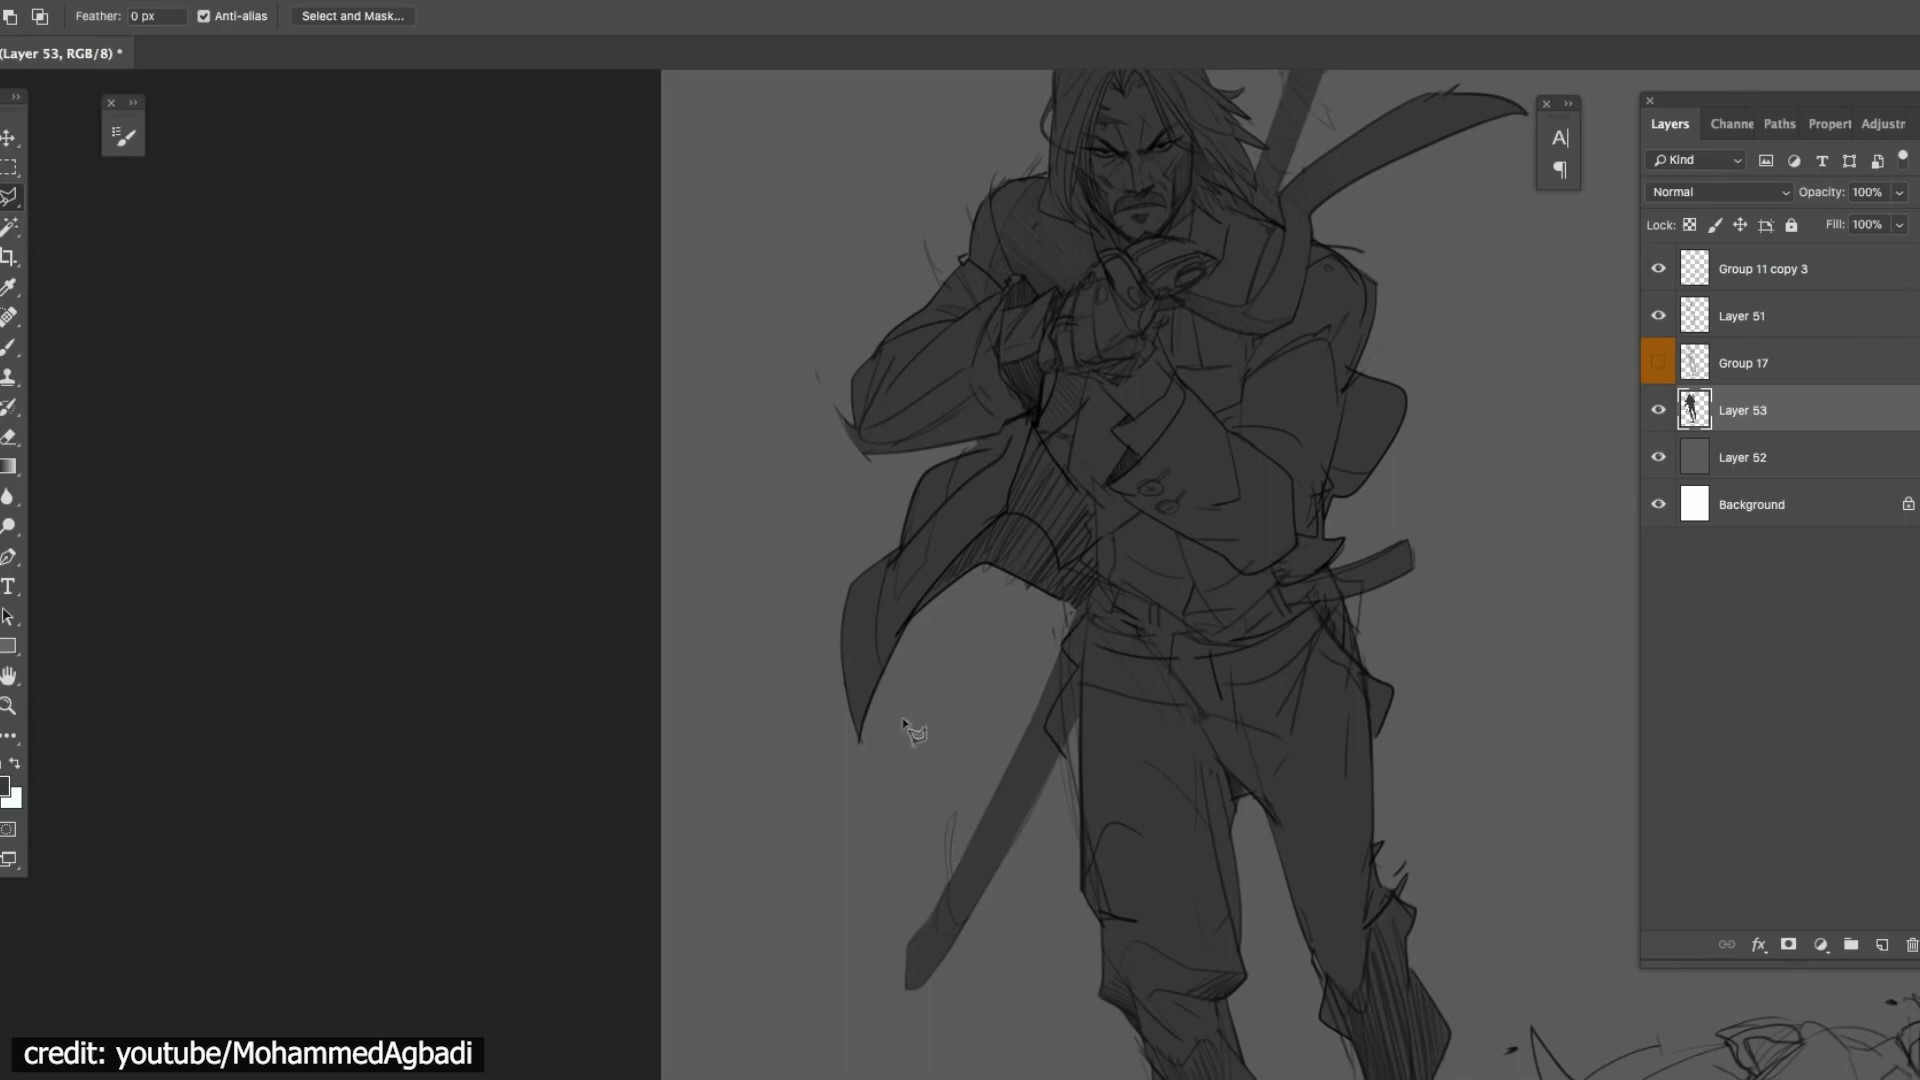 Feather: 0 px Anti-alias Select and Mask...
(Layer 53, RGB/8) *
Layers Channe Paths Propert Adjustr
Kind
Normal Opacity: 100%
Lock: Fill: 100%
Group 11 copy 3
Layer 51
Group 17
Layer 53
Layer 52
Background
credit: youtube/MohammedAgbadi